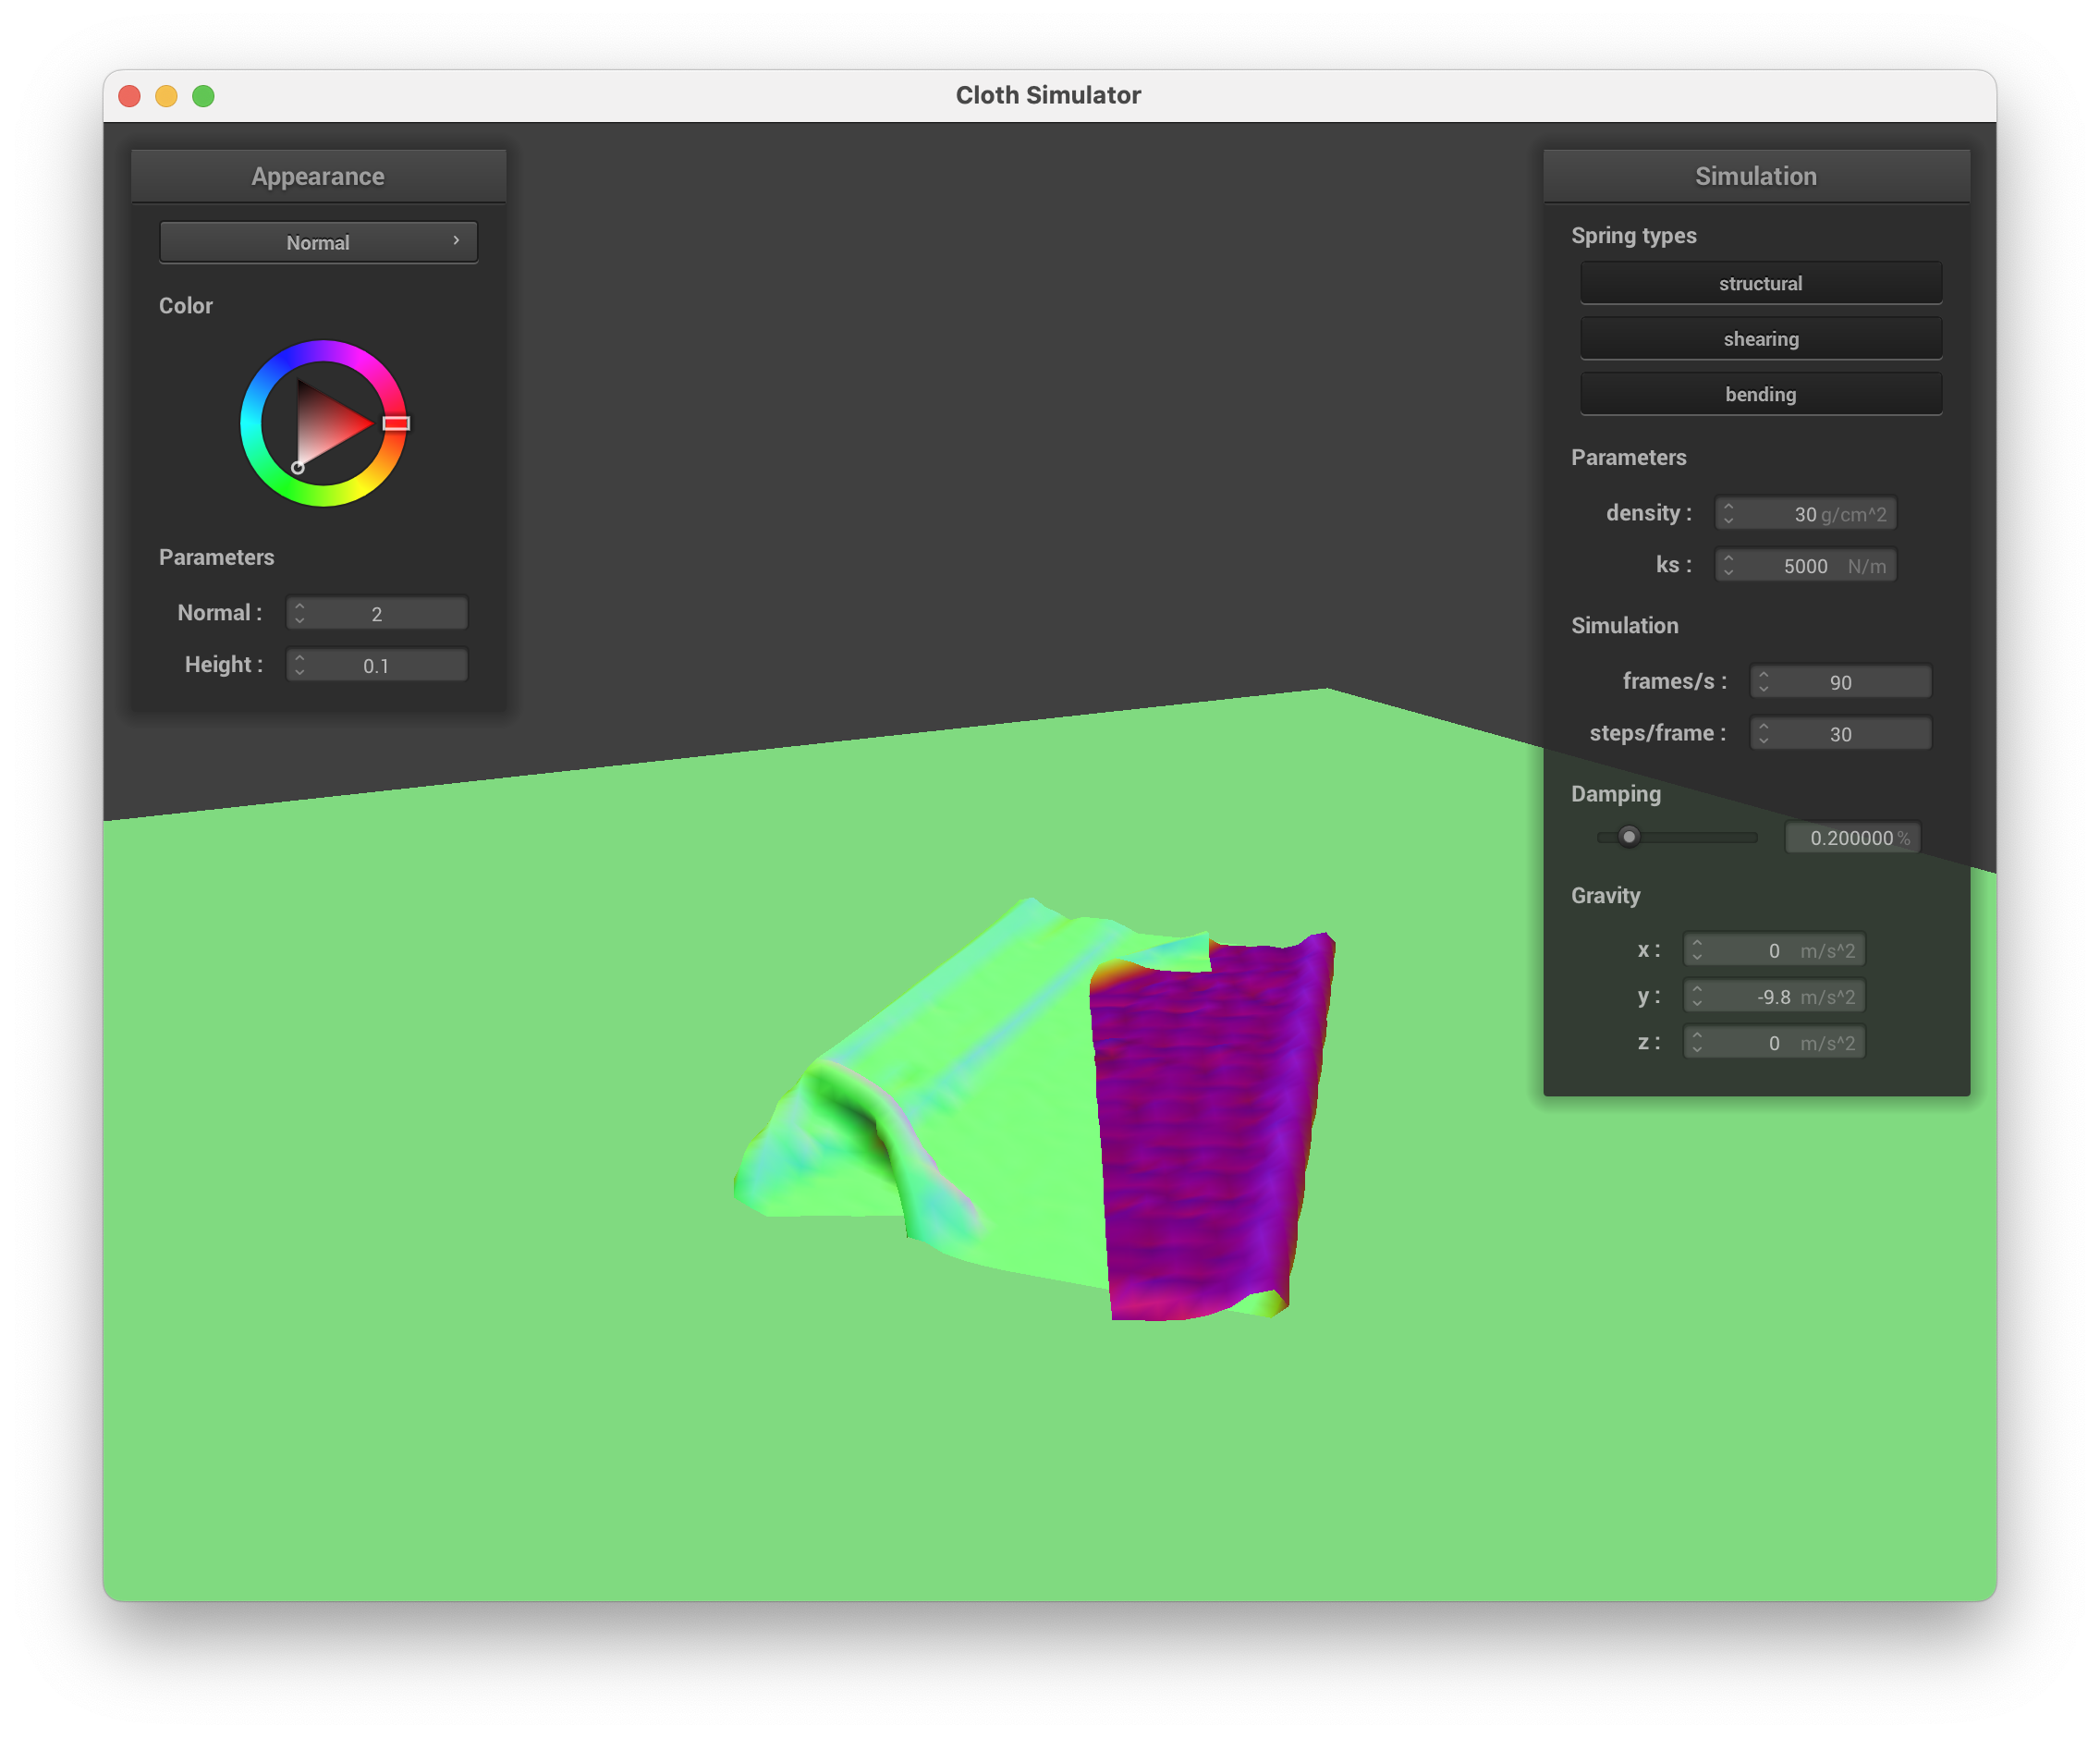 Cloth Simulator
Appearance
Normal
Color
Parameters
Normal : 2
Height : 0.1
Simulation
Spring types
structural
shearing
bending
Parameters
density : 30 g/cm^2
ks : 5000 N/m
Simulation
frames/s : 90
steps/frame : 30
Damping
0.200000 %
Gravity
x : 0 m/s^2
y : -9.8 m/s^2
z : 0 m/s^2